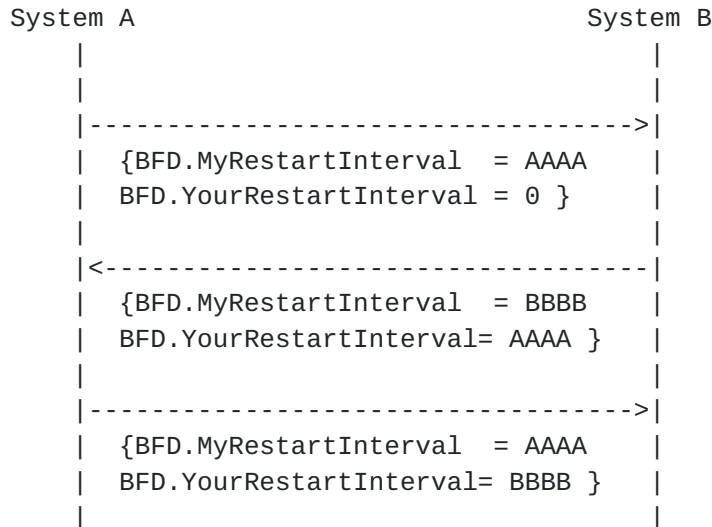 System A                             System B
     |                                    |
     |                                    |
     |----------------------------------->|
     |  {BFD.MyRestartInterval  = AAAA    |
     |  BFD.YourRestartInterval = 0 }     |
     |                                    |
     |<-----------------------------------|
     |  {BFD.MyRestartInterval  = BBBB    |
     |  BFD.YourRestartInterval= AAAA }   |
     |                                    |
     |----------------------------------->|
     |  {BFD.MyRestartInterval  = AAAA    |
     |  BFD.YourRestartInterval= BBBB }   |
     |                                    |